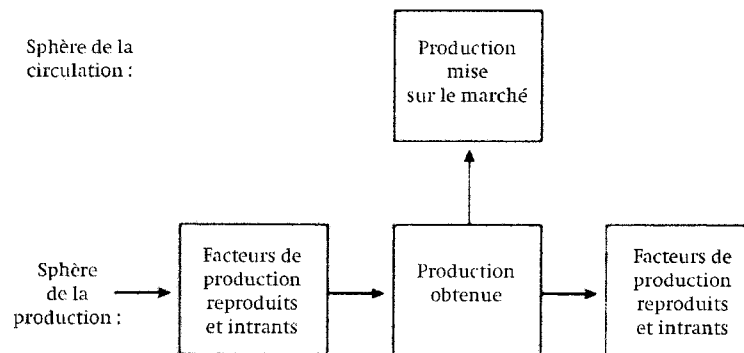 Sphère de la
circulation :
Production
mise
sur le marché
Sphère
de la
production :
Facteurs de
production
reproduits
et intrants
Production
obtenue
Facteurs de
production
reproduits
et intrants